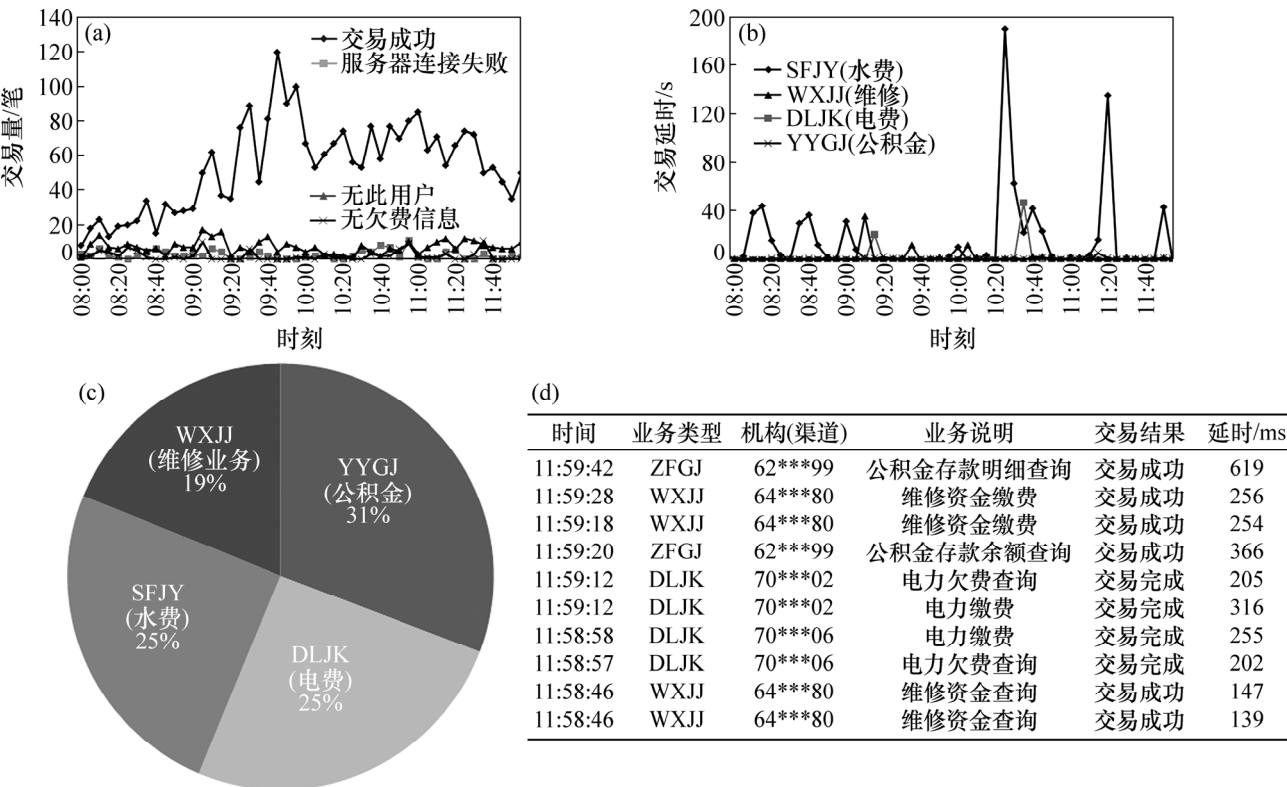 (a)
140
120
100
80
60
40
20
0
交易量/笔
交易成功
服务器连接失败
无此用户
无欠费信息
08:00
08:20
08:40
09:00
09:20
09:40
10:00
10:20
10:40
11:00
11:20
11:40
时刻
(b)
200
160
120
80
40
0
交易延时/s
SFJY(水费)
WXJJ(维修)
DLJK(电费)
YYGJ(公积金)
08:00
08:20
08:40
09:00
09:20
09:40
10:00
10:20
10:40
11:00
11:20
11:40
时刻
(c)
WXJJ
(维修业务)
19%
YYGJ
(公积金)
31%
SFJY
(水费)
25%
DLJK
(电费)
25%
(d)
时间 业务类型 机构(渠道) 业务说明 交易结果 延时/ms
11:59:42 ZFGJ 62***99 公积金存款明细查询 交易成功 619
11:59:28 WXJJ 64***80 维修资金缴费 交易成功 256
11:59:18 WXJJ 64***80 维修资金缴费 交易成功 254
11:59:20 ZFGJ 62***99 公积金存款余额查询 交易成功 366
11:59:12 DLJK 70***02 电力欠费查询 交易完成 205
11:59:12 DLJK 70***02 电力缴费 交易完成 316
11:58:58 DLJK 70***06 电力缴费 交易完成 255
11:58:57 DLJK 70***06 电力欠费查询 交易完成 202
11:58:46 WXJJ 64***80 维修资金查询 交易成功 147
11:58:46 WXJJ 64***80 维修资金查询 交易成功 139